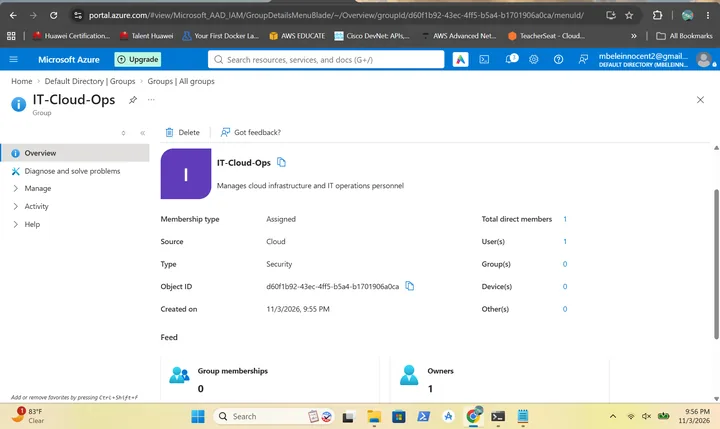 portal.azure.com/#view/Microsoft_AAD_IAM/GroupDetailsMenuBlade/~/Overview/groupId/d60f1b92-43ec-4ff5-b5a4-b1701906a0ca/menuId/
Huawei Certification... Talent Huawei Your First Docker La... AWS EDUCATE Cisco DevNet: APIs,... AWS Advanced Net... TeacherSeat - Cloud... » All Bookmarks
Microsoft Azure Upgrade Search resources, services, and docs (G+/) 1 mbeleinnocent2@gmail...
DEFAULT DIRECTORY (MBELEINN...
Home > Default Directory | Groups > Groups | All groups
IT-Cloud-Ops ...
Group
Delete Got feedback?
Overview
Diagnose and solve problems
Manage
Activity
Help
I
IT-Cloud-Ops
Manages cloud infrastructure and IT operations personnel
Membership type Assigned Total direct members 1
Source Cloud User(s) 1
Type Security Group(s) 0
Object ID d60f1b92-43ec-4ff5-b5a4-b1701906a0ca Device(s) 0
Created on 11/3/2026, 9:55 PM Other(s) 0
Feed
Group memberships
0
Owners
1
Add or remove favorites by pressing Ctrl+Shift+F
1 83°F
Clear
Search
9:56 PM
11/3/2026